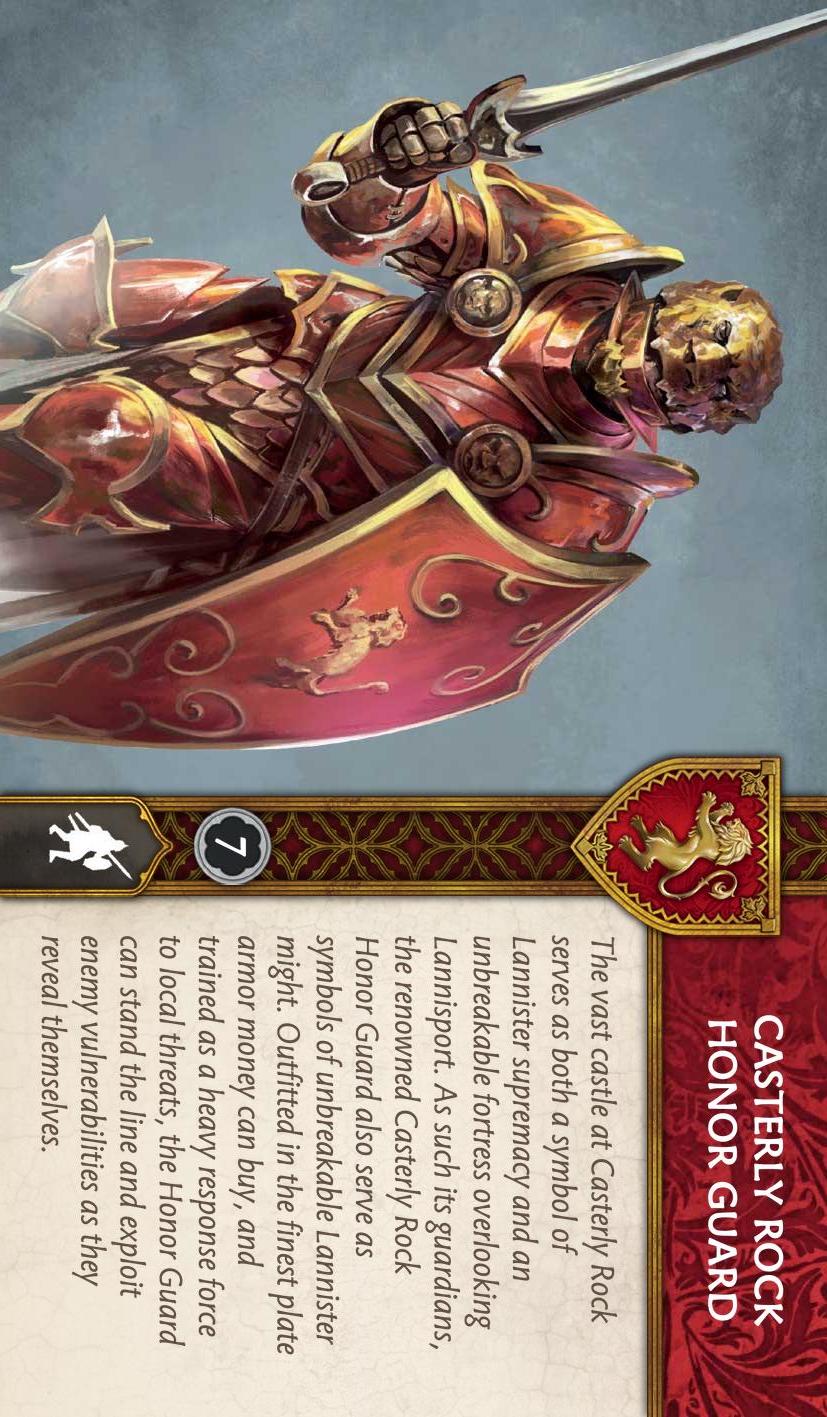 CASTERLY ROCK
HONOR GUARD
7
The vast castle at Casterly Rock
serves as both a symbol of
Lannister supremacy and an
unbreakable fortress overlooking
Lannisport. As such its guardians,
the renowned Casterly Rock
Honor Guard also serve as
symbols of unbreakable Lannister
might. Outfitted in the finest plate
armor money can buy, and
trained as a heavy response force
to local threats, the Honor Guard
can stand the line and exploit
enemy vulnerabilities as they
reveal themselves.